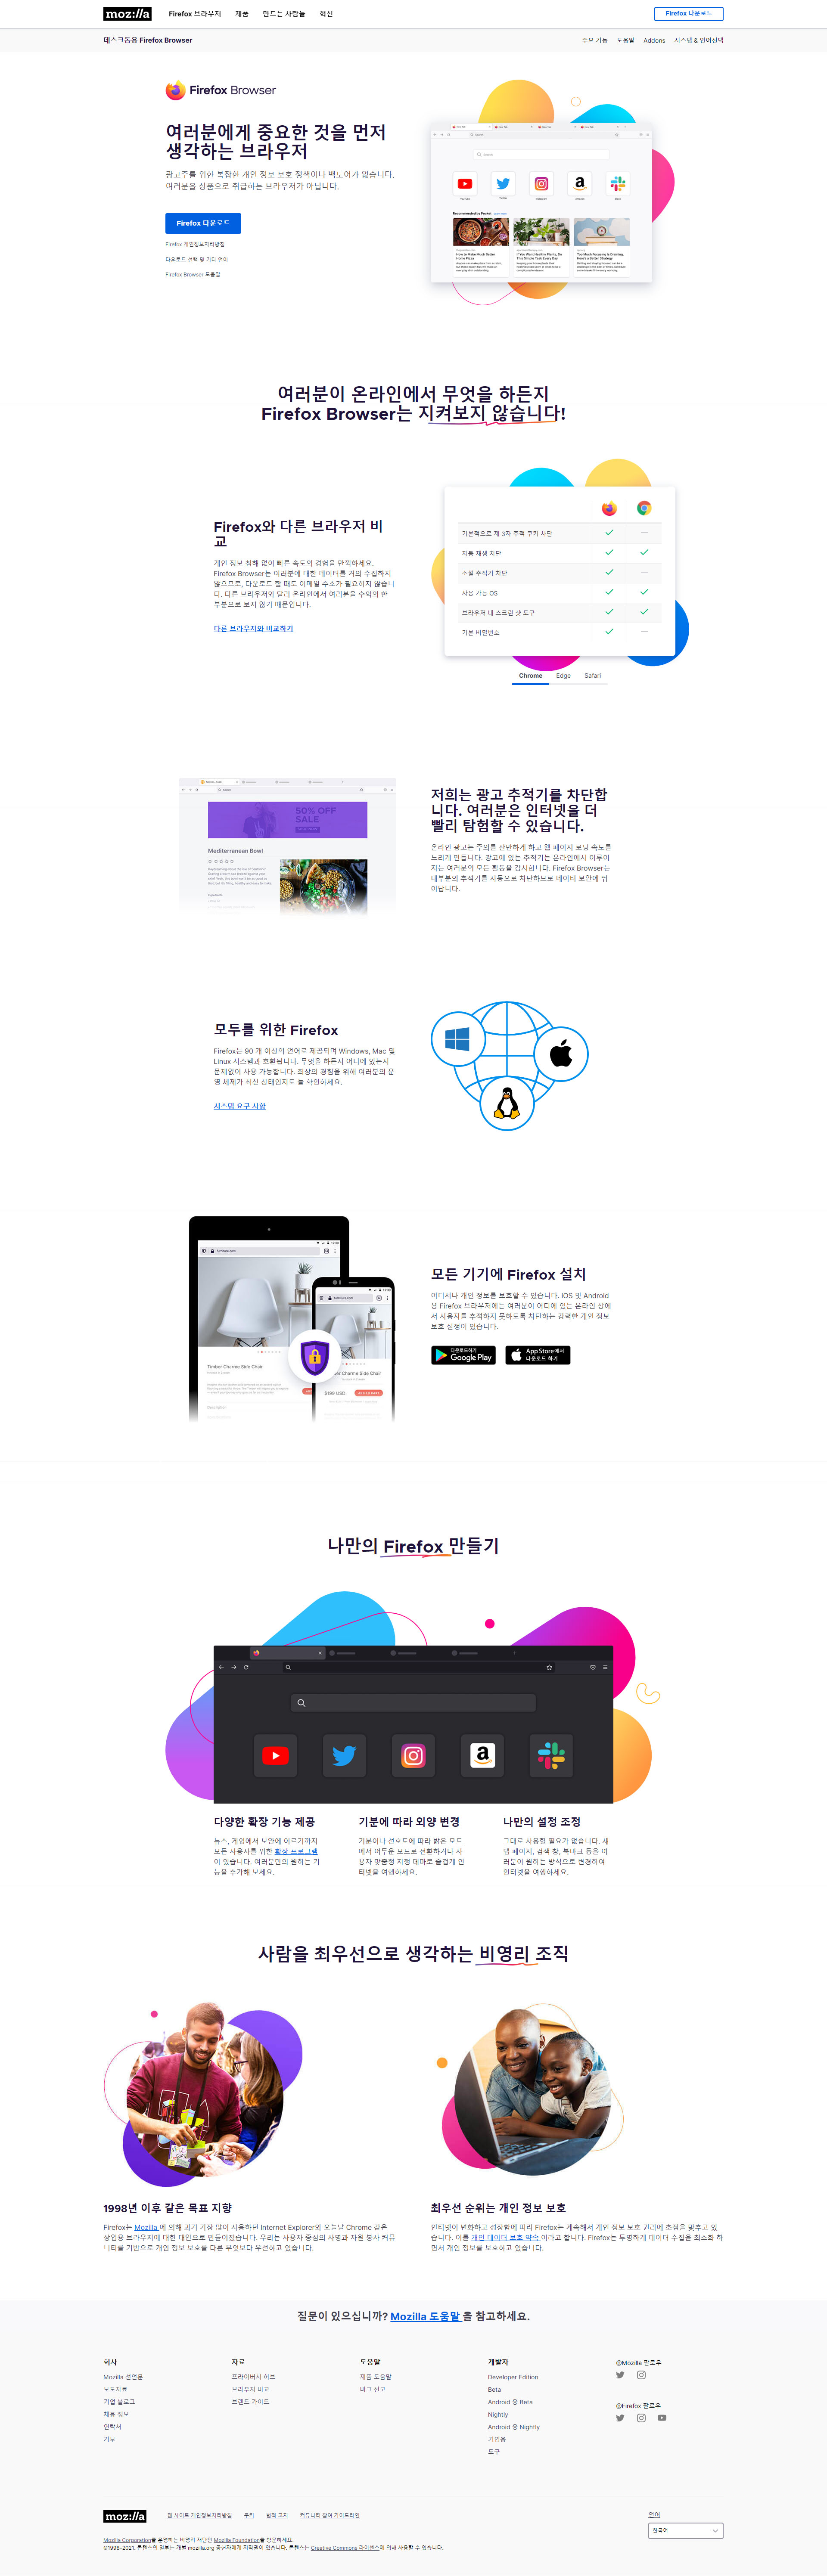 moz://a
Firefox 브라우저 제품 만드는 사람들 혁신
Firefox 다운로드
데스크톱용 Firefox Browser
주요 기능 도움말 Addons 시스템 & 언어선택
Firefox Browser
여러분에게 중요한 것을 먼저
생각하는 브라우저
광고주를 위한 복잡한 개인 정보 보호 정책이나 백도어가 없습니다.
여러분을 상품으로 취급하는 브라우저가 아닙니다.
Firefox 다운로드
Firefox 개인정보처리방침
다운로드 선택 및 기타 언어
Firefox Browser 도움말
Search
Recommended by Pocket
How to Make Much Better
Home Pizza
If You Want Healthy Plants, Do
This Simple Task Every Day
Too Much Focusing is Draining.
Here's a Better Strategy
여러분이 온라인에서 무엇을 하든지
Firefox Browser는 지켜보지 않습니다!
Firefox와 다른 브라우저 비
교
개인 정보 침해 없이 빠른 속도의 경험을 만끽하세요.
Firefox Browser는 여러분에 대한 데이터를 거의 수집하지
않으므로, 다운로드 할 때도 이메일 주소가 필요하지 않습니
다. 다른 브라우저와 달리 온라인에서 여러분을 수익의 한
부분으로 보지 않기 때문입니다.
다른 브라우저와 비교하기
기본적으로 제 3자 추적 쿠키 차단
자동 재생 차단
소셜 추적기 차단
사용 가능 OS
브라우저 내 스크린 샷 도구
기본 비밀번호
Chrome Edge Safari
50% OFF
SALE
Mediterranean Bowl
저희는 광고 추적기를 차단합
니다. 여러분은 인터넷을 더
빨리 탐험할 수 있습니다.
온라인 광고는 주의를 산만하게 하고 웹 페이지 로딩 속도를
느리게 만듭니다. 광고에 있는 추적기는 온라인에서 이루어
지는 여러분의 모든 활동을 감시합니다. Firefox Browser는
대부분의 추적기를 자동으로 차단하므로 데이터 보안에 뛰
어납니다.
모두를 위한 Firefox
Firefox는 90 개 이상의 언어로 제공되며 Windows, Mac 및
Linux 시스템과 호환됩니다. 무엇을 하든지 어디에 있는지
문제없이 사용 가능합니다. 최상의 경험을 위해 여러분의 운
영 체제가 최신 상태인지도 늘 확인하세요.
시스템 요구 사항
Timber Charme Side Chair
Description
Timber Charme Side Chair
$199 USD
모든 기기에 Firefox 설치
어디서나 개인 정보를 보호할 수 있습니다. iOS 및 Android
용 Firefox 브라우저에는 여러분이 어디에 있든 온라인 상에
서 사용자를 추적하지 못하도록 차단하는 강력한 개인 정보
보호 설정이 있습니다.
다운로드하기
Google Play
App Store에서
다운로드 하기
나만의 Firefox 만들기
다양한 확장 기능 제공
뉴스, 게임에서 보안에 이르기까지
모든 사용자를 위한 확장 프로그램
이 있습니다. 여러분만의 원하는 기
능을 추가해 보세요.
기분에 따라 외양 변경
기분이나 선호도에 따라 밝은 모드
에서 어두운 모드로 전환하거나 사
용자 맞춤형 지정 테마로 즐겁게 인
터넷을 여행하세요.
나만의 설정 조정
그대로 사용할 필요가 없습니다. 새
탭 페이지, 검색 창, 북마크 등을 여
러분이 원하는 방식으로 변경하여
인터넷을 여행하세요.
사람을 최우선으로 생각하는 비영리 조직
1998년 이후 같은 목표 지향
Firefox는 Mozilla 에 의해 과거 가장 많이 사용하던 Internet Explorer와 오늘날 Chrome 같은
상업용 브라우저에 대한 대안으로 만들어졌습니다. 우리는 사용자 중심의 사명과 자원 봉사 커뮤
니티를 기반으로 개인 정보 보호를 다른 무엇보다 우선하고 있습니다.
최우선 순위는 개인 정보 보호
인터넷이 변화하고 성장함에 따라 Firefox는 계속해서 개인 정보 보호 권리에 초점을 맞추고 있
습니다. 이를 개인 데이터 보호 약속 이라고 합니다. Firefox는 투명하게 데이터 수집을 최소화 하
면서 개인 정보를 보호하고 있습니다.
질문이 있으십니까? Mozilla 도움말 을 참고하세요.
회사
Mozilla 선언문
보도자료
기업 블로그
채용 정보
연락처
기부
자료
프라이버시 허브
브라우저 비교
브랜드 가이드
도움말
제품 도움말
버그 신고
개발자
Developer Edition
Beta
Android 용 Beta
Nightly
Android 용 Nightly
기업용
도구
@Mozilla 팔로우
@Firefox 팔로우
moz://a
웹 사이트 개인정보처리방침 쿠키 법적 고지 커뮤니티 참여 가이드라인
언어
한국어
Mozilla Corporation를 운영하는 비영리 재단인 Mozilla Foundation을 방문하세요.
©1998–2021. 콘텐츠의 일부는 개별 mozilla.org 공헌자에게 저작권이 있습니다. 콘텐츠는 Creative Commons 라이센스에 의해 사용할 수 있습니다.